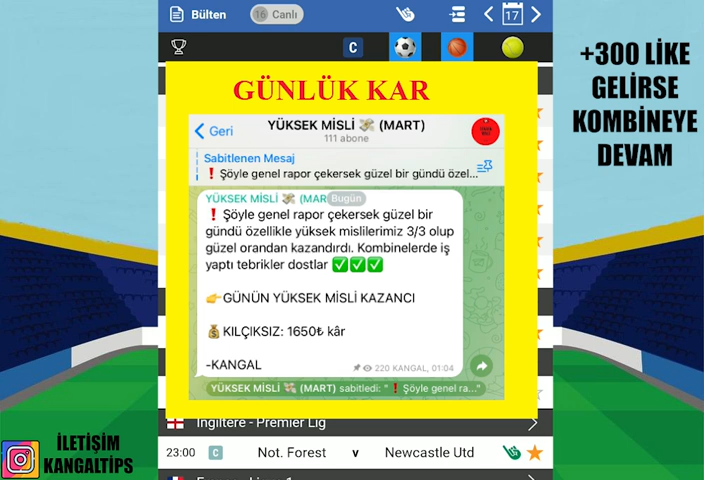 Bülten
16 Canlı
17
C
+300 LİKE
GELİRSE
KOMBİNEYE
DEVAM
GÜNLÜK KAR
Geri
YÜKSEK MİSLİ 💸 (MART)
111 abone
Sabitlenen Mesaj
❗ Şöyle genel rapor çekersek güzel bir gündü özel...
YÜKSEK MİSLİ 💸 (MAR
Bugün
❗ Şöyle genel rapor çekersek güzel bir
gündü özellikle yüksek mislilerimiz 3/3 olup
güzel orandan kazandırdı. Kombinelerde iş
yaptı tebrikler dostlar ✅✅✅
👉GÜNÜN YÜKSEK MİSLİ KAZANCI
💰KILÇIKSIZ: 1650₺ kâr
-KANGAL
220 KANGAL, 01:04
YÜKSEK MİSLİ 💸 (MART) sabitledi: " ❗ Şöyle genel ra..."
İngiltere - Premier Lig
23:00 C Not. Forest v Newcastle Utd
İLETİŞİM
KANGALTİPS